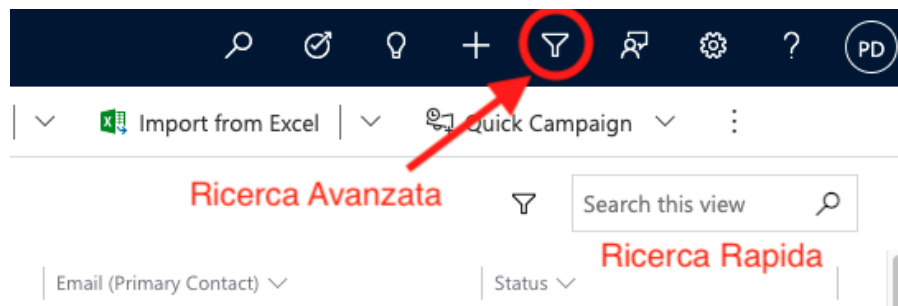 PD
Import from Excel Quick Campaign
Ricerca Avanzata
Search this view
Ricerca Rapida
Email (Primary Contact) Status